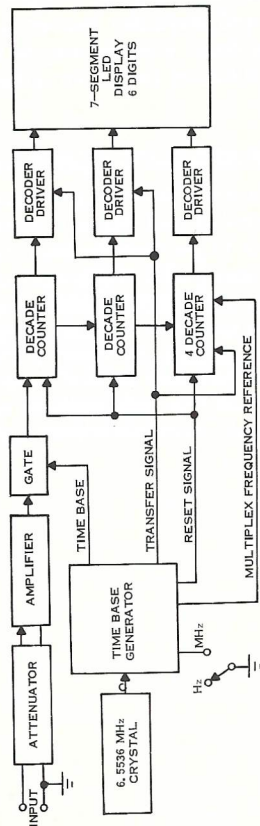 INPUT
ATTENUATOR
AMPLIFIER
GATE
DECADE
COUNTER
DECODER
DRIVER
7–SEGMENT
LED
DISPLAY
6 DIGITS
DECADE
COUNTER
DECODER
DRIVER
4 DECADE
COUNTER
DECODER
DRIVER
TIME BASE
TRANSFER SIGNAL
RESET SIGNAL
MULTIPLEX FREQUENCY REFERENCE
6.5536 MHz
CRYSTAL
TIME BASE
GENERATOR
MHz
Hz